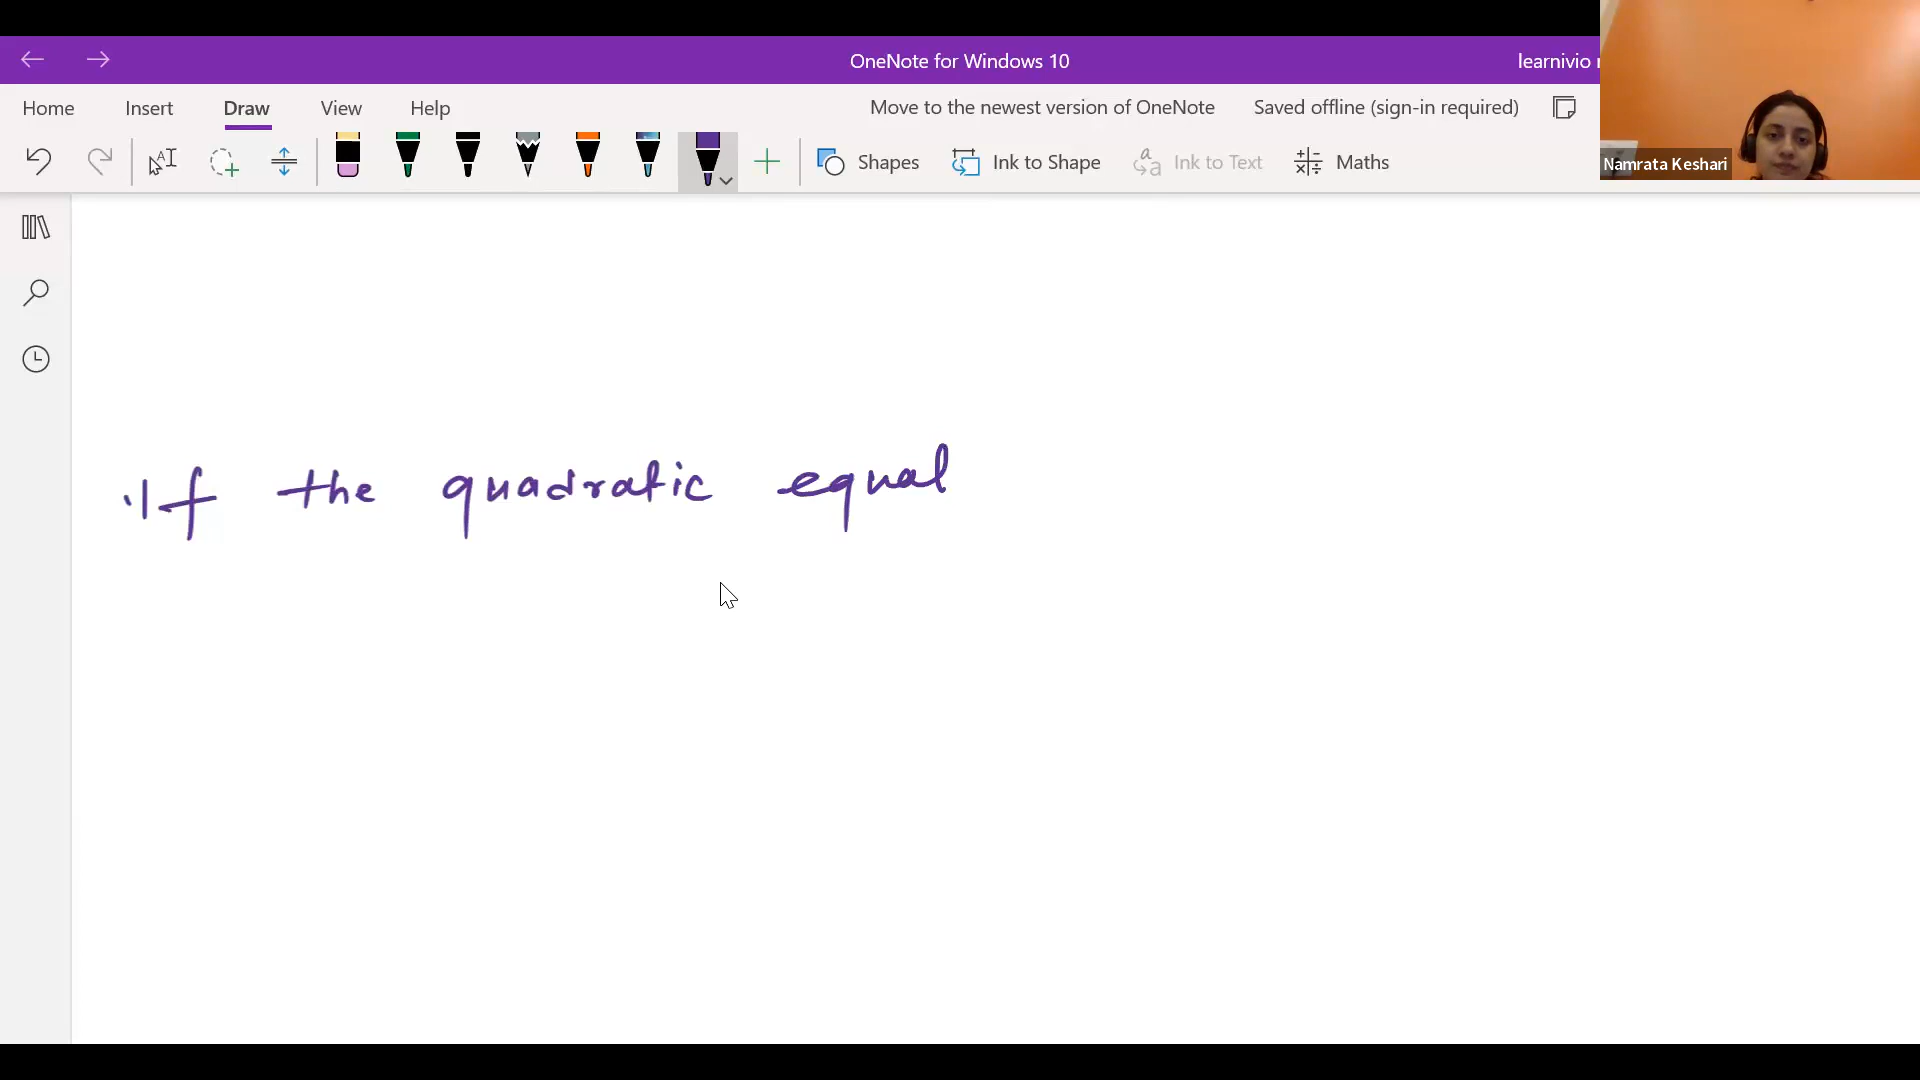 OneNote for Windows 10
learnivio
Home Insert Draw View Help Move to the newest version of OneNote Saved offline (sign-in required)
Shapes Ink to Shape Ink to Text Maths
Namrata Keshari
If the quadratic equal